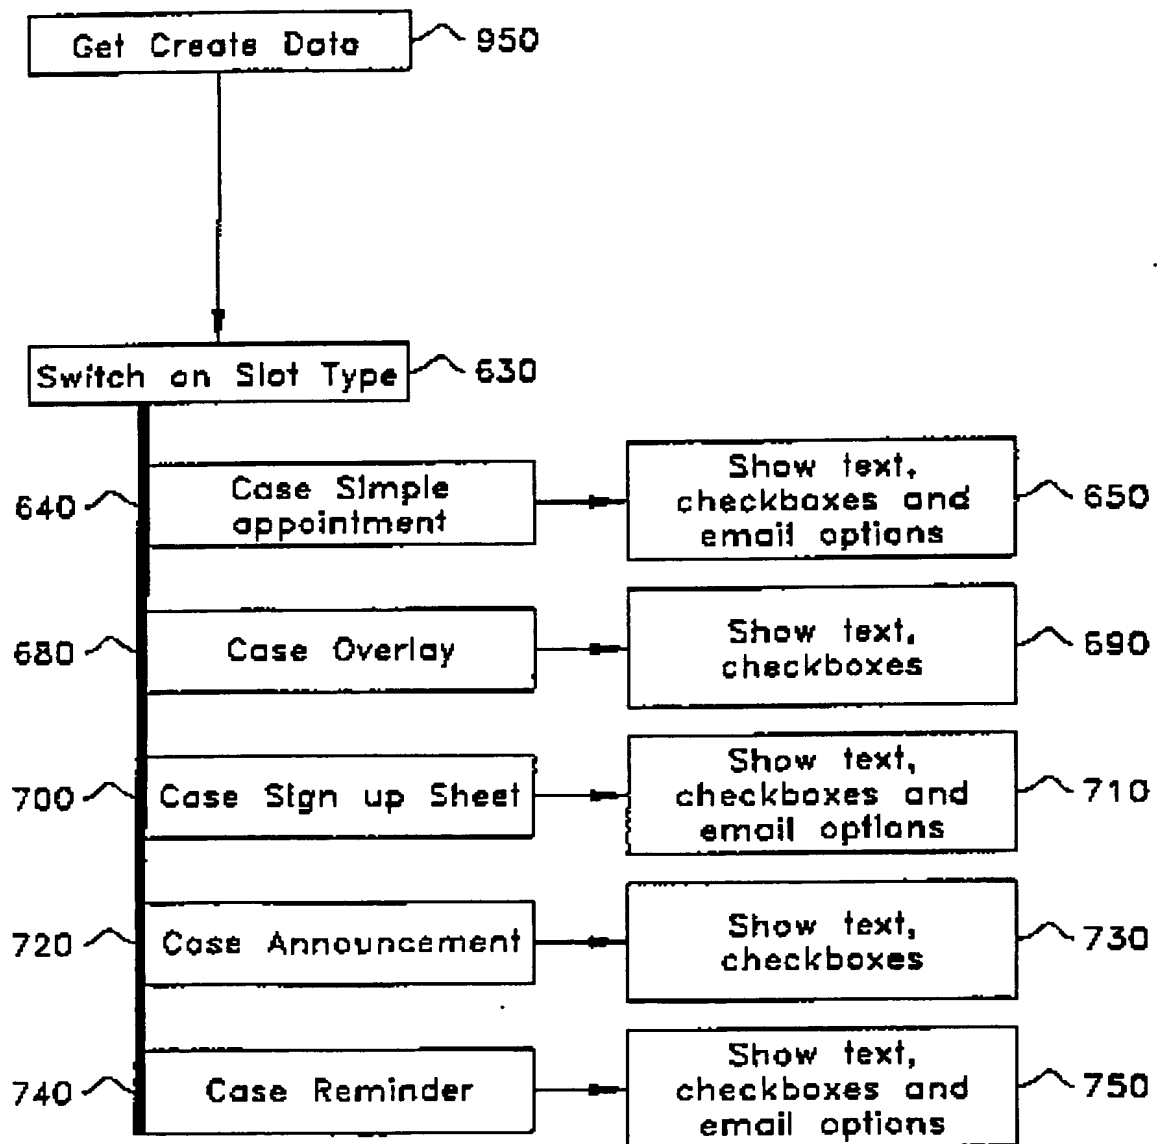 Get Create Data
950
Switch on Slot Type
630
640
Case Simple
appointment
Show text,
checkboxes and
email options
650
680
Case Overlay
Show text,
checkboxes
690
700
Case Sign up Sheet
Show text,
checkboxes and
email options
710
720
Case Announcement
Show text,
checkboxes
730
740
Case Reminder
Show text,
checkboxes and
email options
750